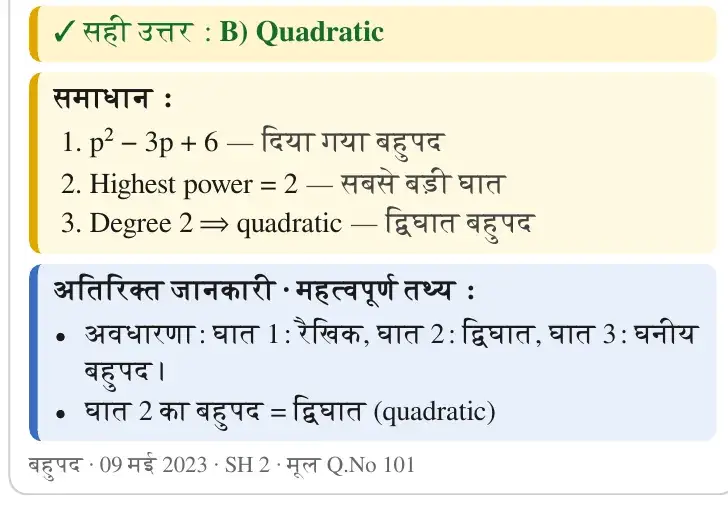 ✓ सही उत्तर : B) Quadratic
समाधान :
1. p² − 3p + 6 — दिया गया बहुपद
2. Highest power = 2 — सबसे बड़ी घात
3. Degree 2 ⟹ quadratic — द्विघात बहुपद
अतिरिक्त जानकारी · महत्वपूर्ण तथ्य :
• अवधारणा : घात 1 : रैखिक, घात 2 : द्विघात, घात 3 : घनीय
बहुपद।
• घात 2 का बहुपद = द्विघात (quadratic)
बहुपद · 09 मई 2023 · SH 2 · मूल Q.No 101